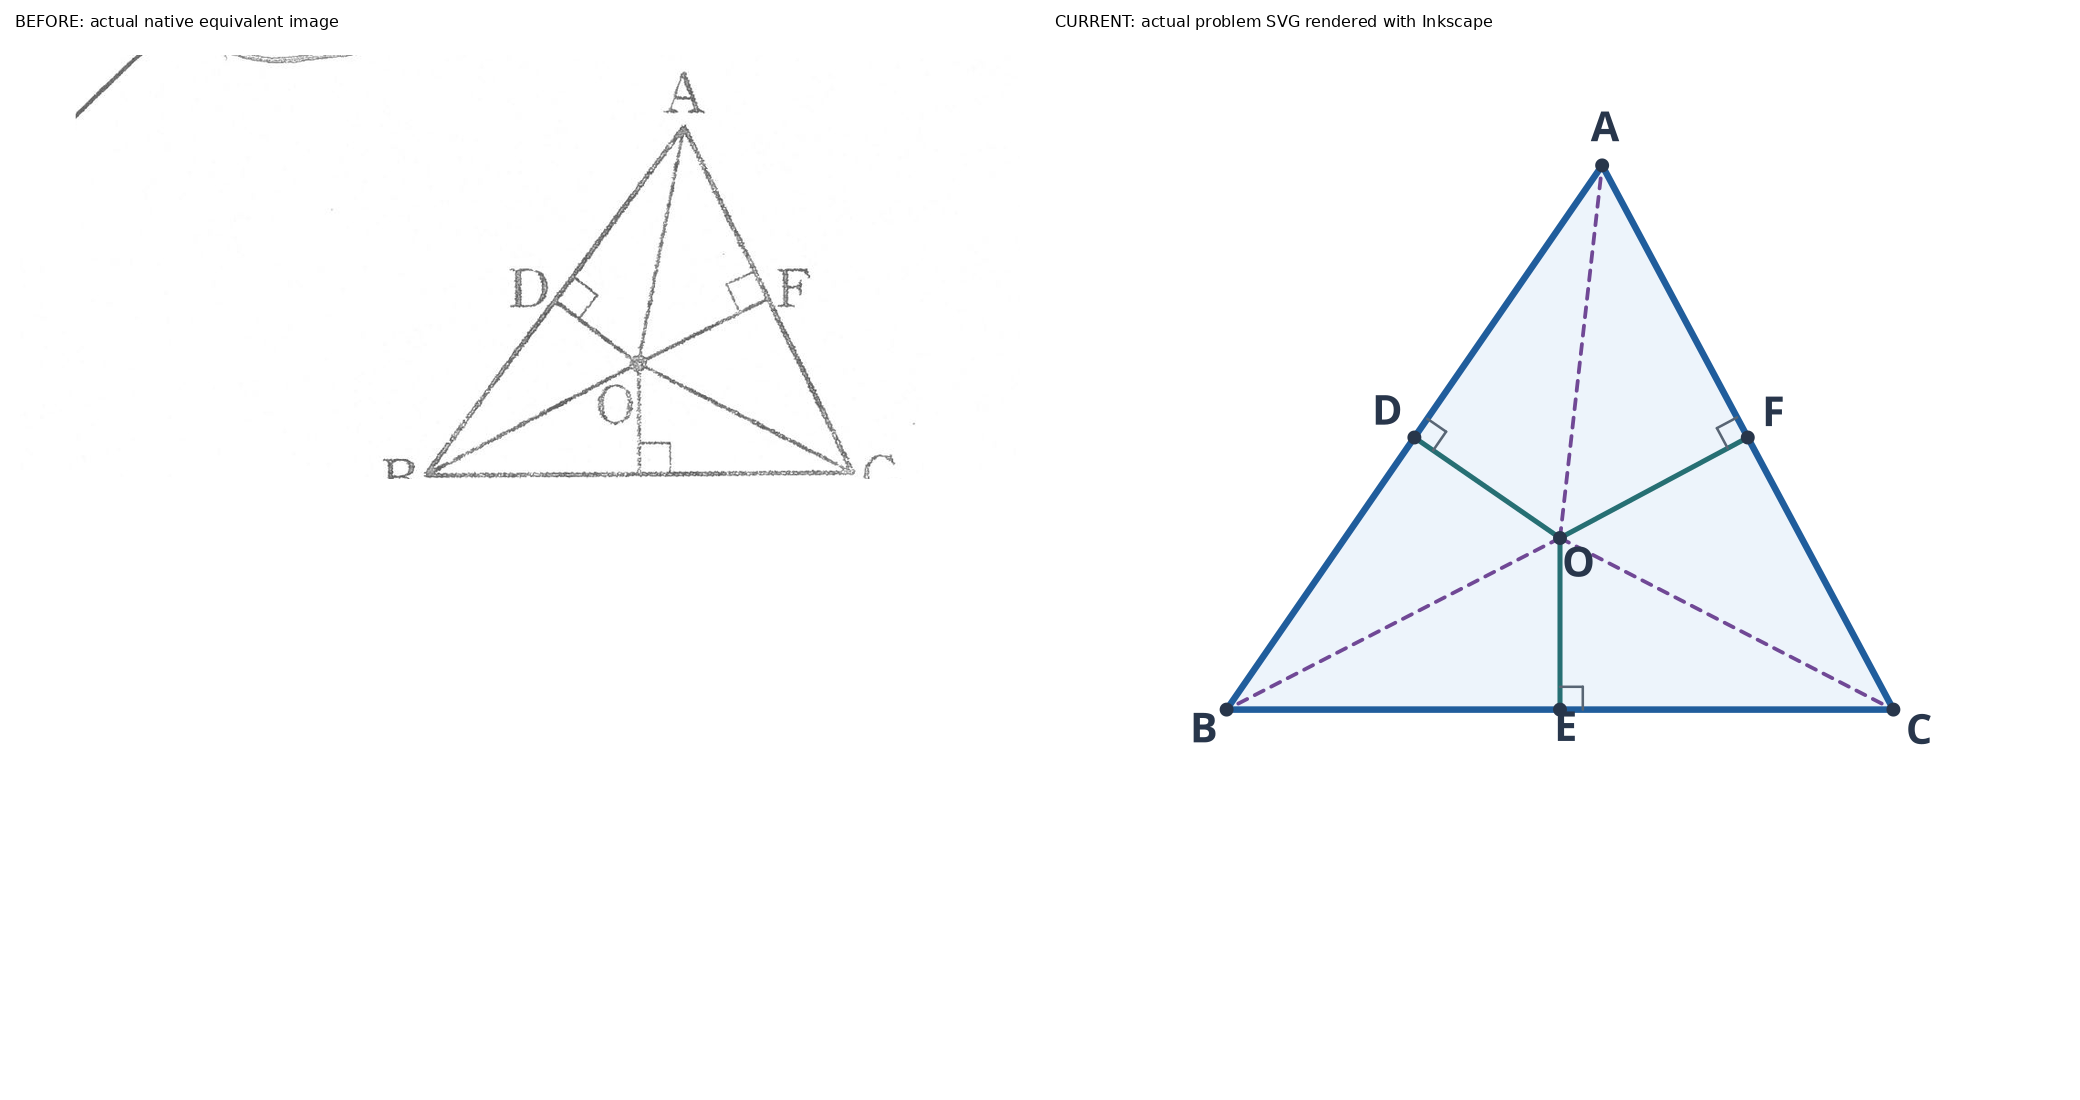 BEFORE: actual native equivalent image
CURRENT: actual problem SVG rendered with Inkscape
A
D
F
O
A
D
F
O
B
E
C